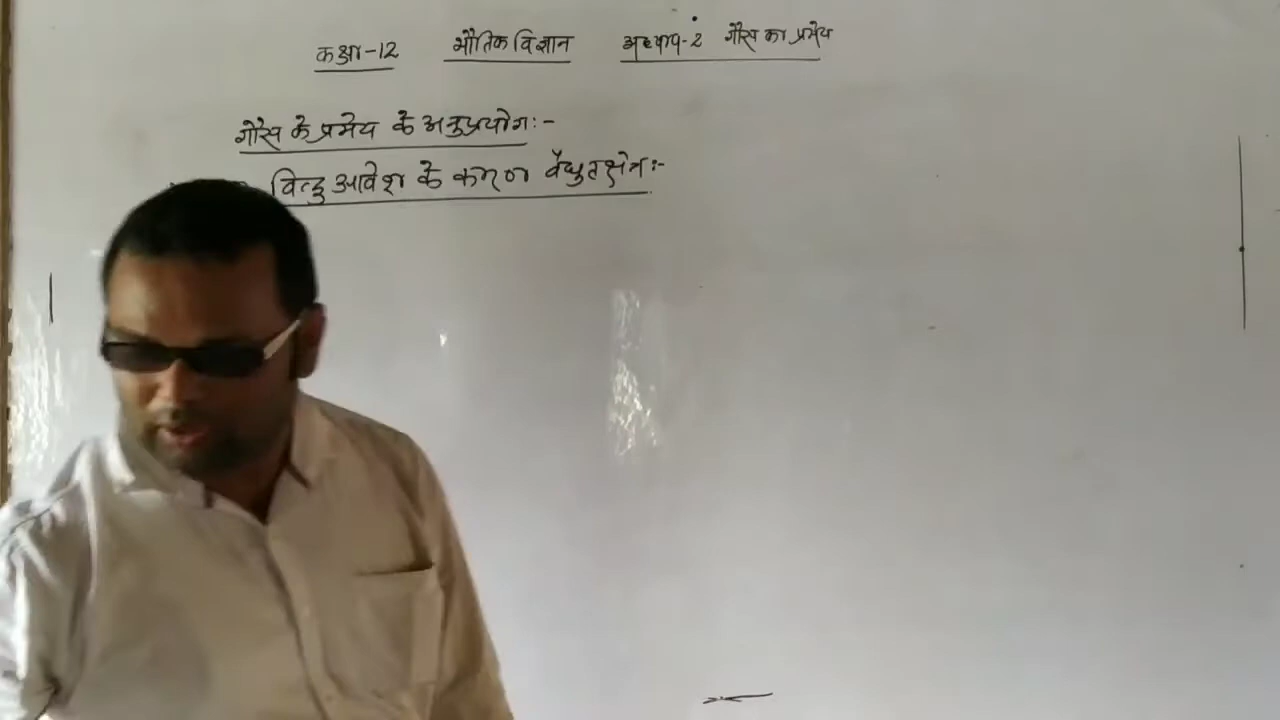 कक्षा-12 भौतिक विज्ञान अध्याय-2 गौस का प्रमेय
गौस के प्रमेय के अनुप्रयोग:-
विन्दु आवेश के कारण वैधुत क्षेत्र:-